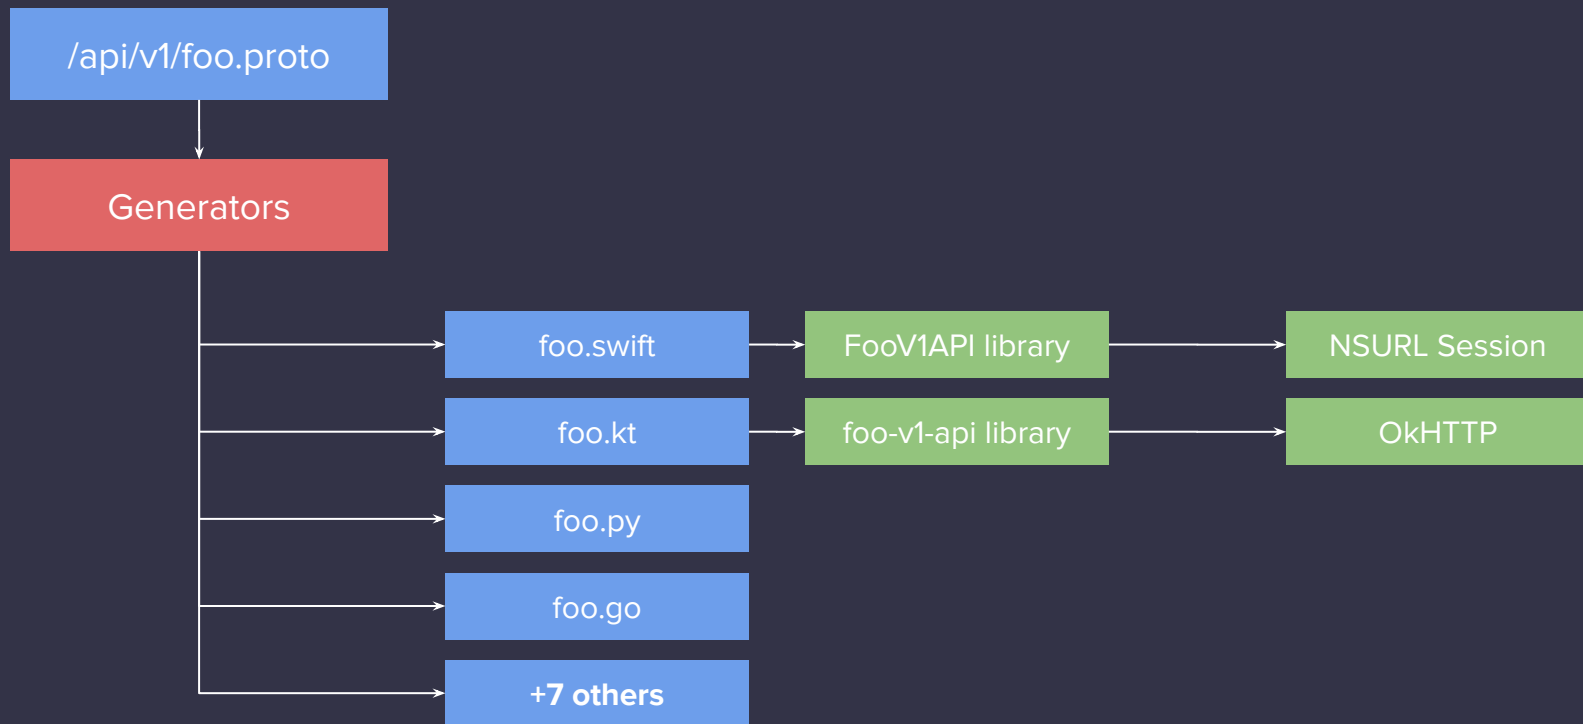 /api/v1/foo.proto
Generators
foo.swift
FooV1API library
NSURL Session
foo.kt
foo-v1-api library
OkHTTP
foo.py
foo.go
+7 others